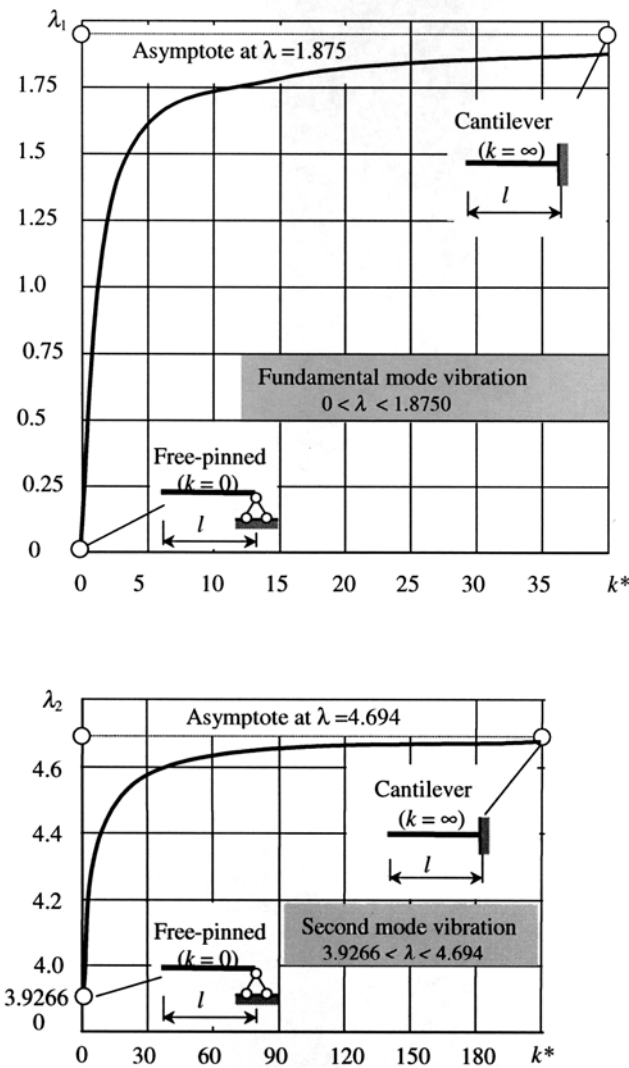 λ₁
Asymptote at λ =1.875
1.75
1.5
1.25
1.0
0.75
0.5
0.25
0
Cantilever
(k = ∞)
l
Fundamental mode vibration
0 < λ < 1.8750
Free-pinned
(k = 0)
l
0 5 10 15 20 25 30 35 k*
λ₂
Asymptote at λ =4.694
4.6
4.4
4.2
4.0
3.9266
0
Cantilever
(k = ∞)
l
Second mode vibration
3.9266 < λ < 4.694
Free-pinned
(k = 0)
l
0 30 60 90 120 150 180 k*